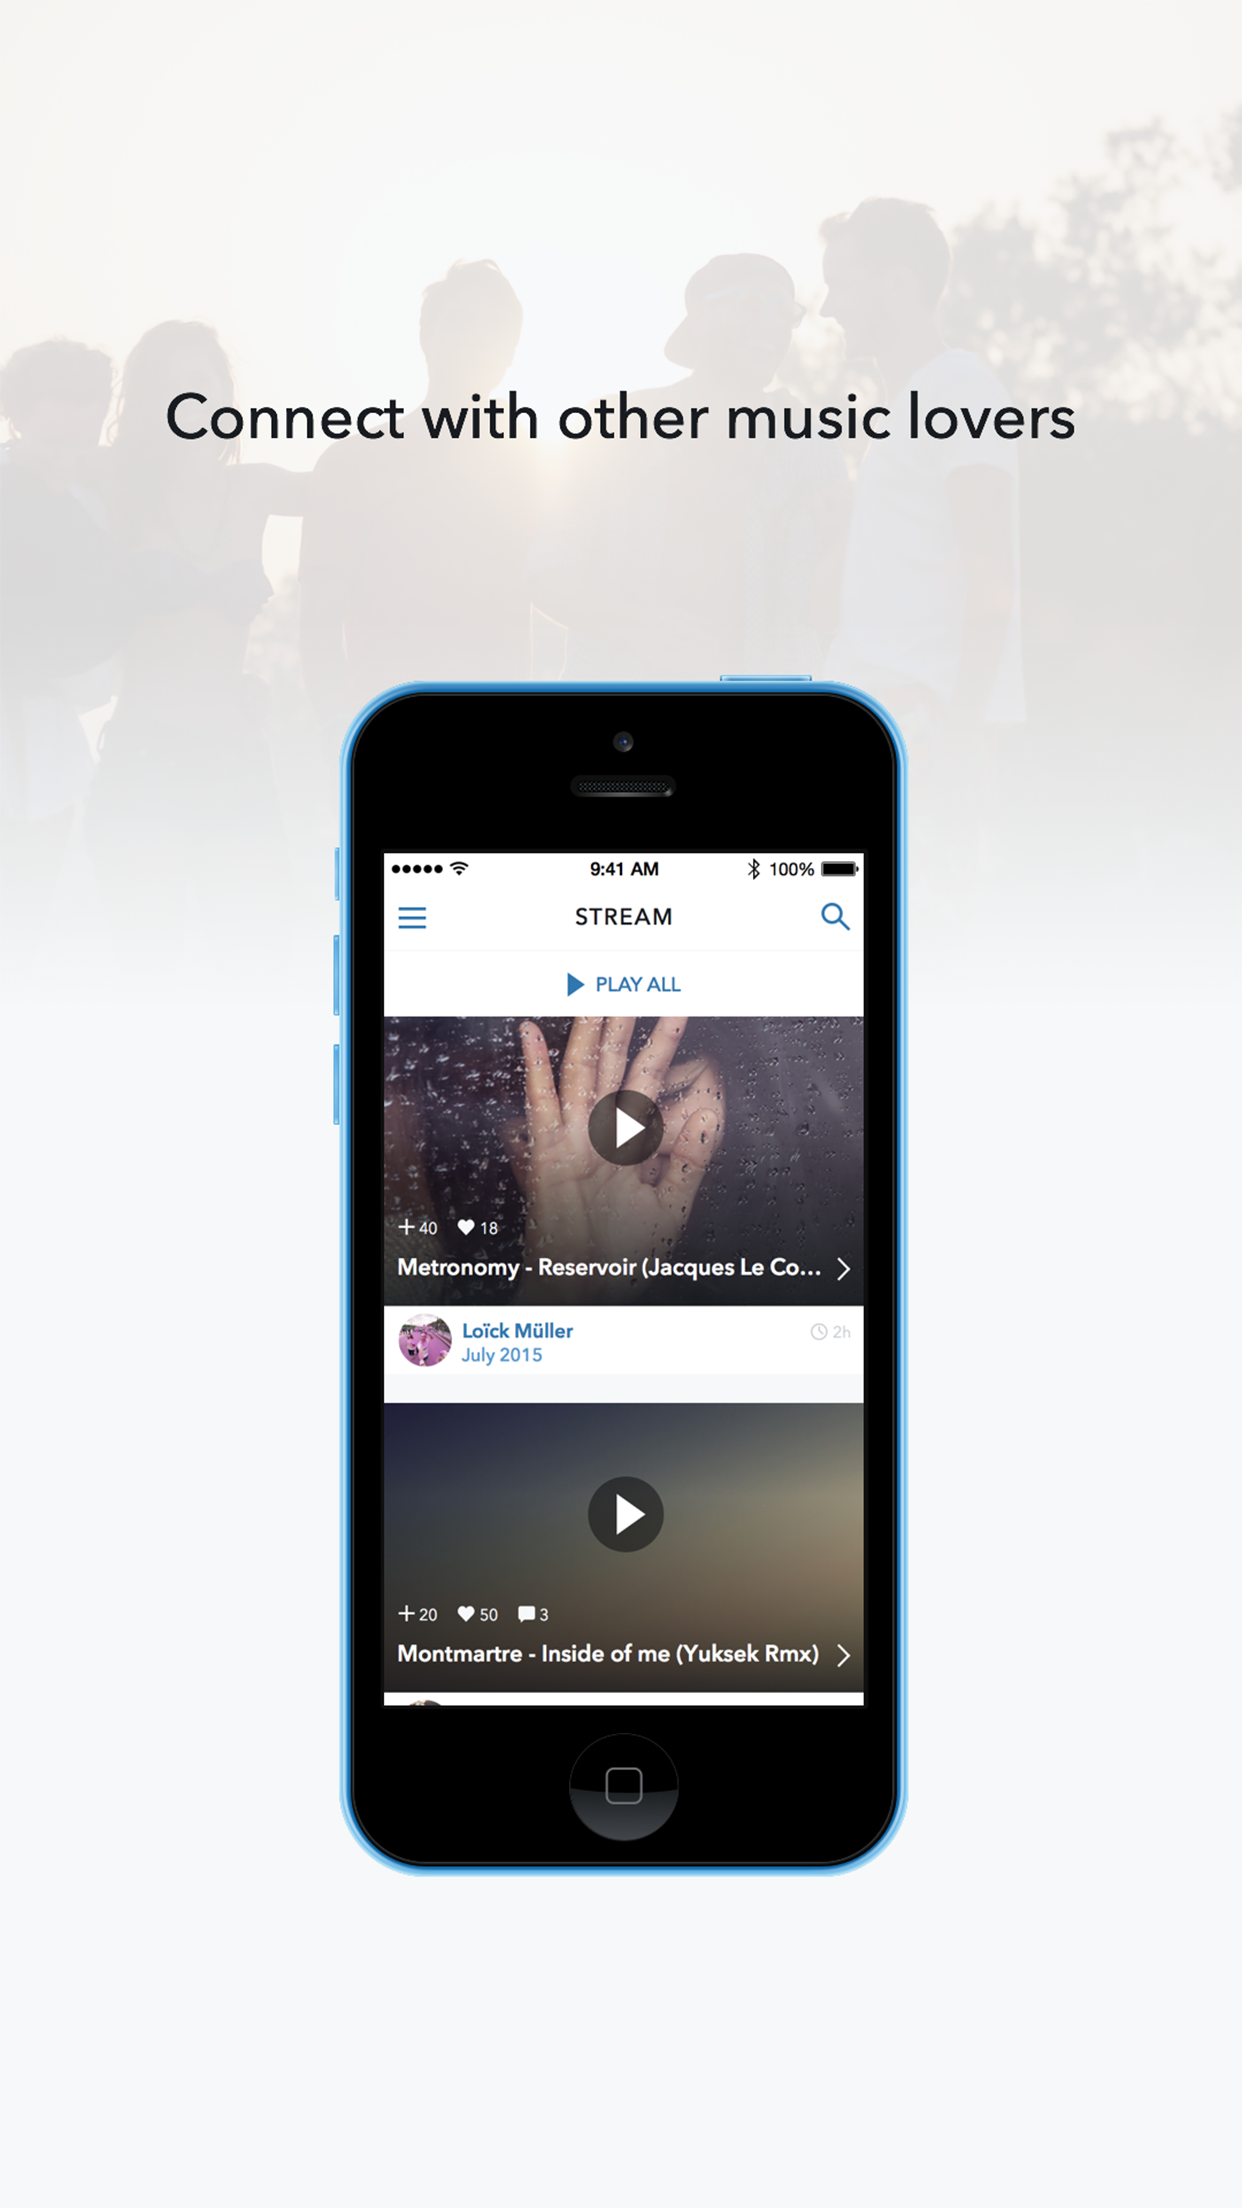 Connect with other music lovers
9:41 AM
100%
STREAM
PLAY ALL
40 18
Metronomy - Reservoir (Jacques Le Co...
Loïck Müller
2h
July 2015
20 50 3
Montmartre - Inside of me (Yuksek Rmx)